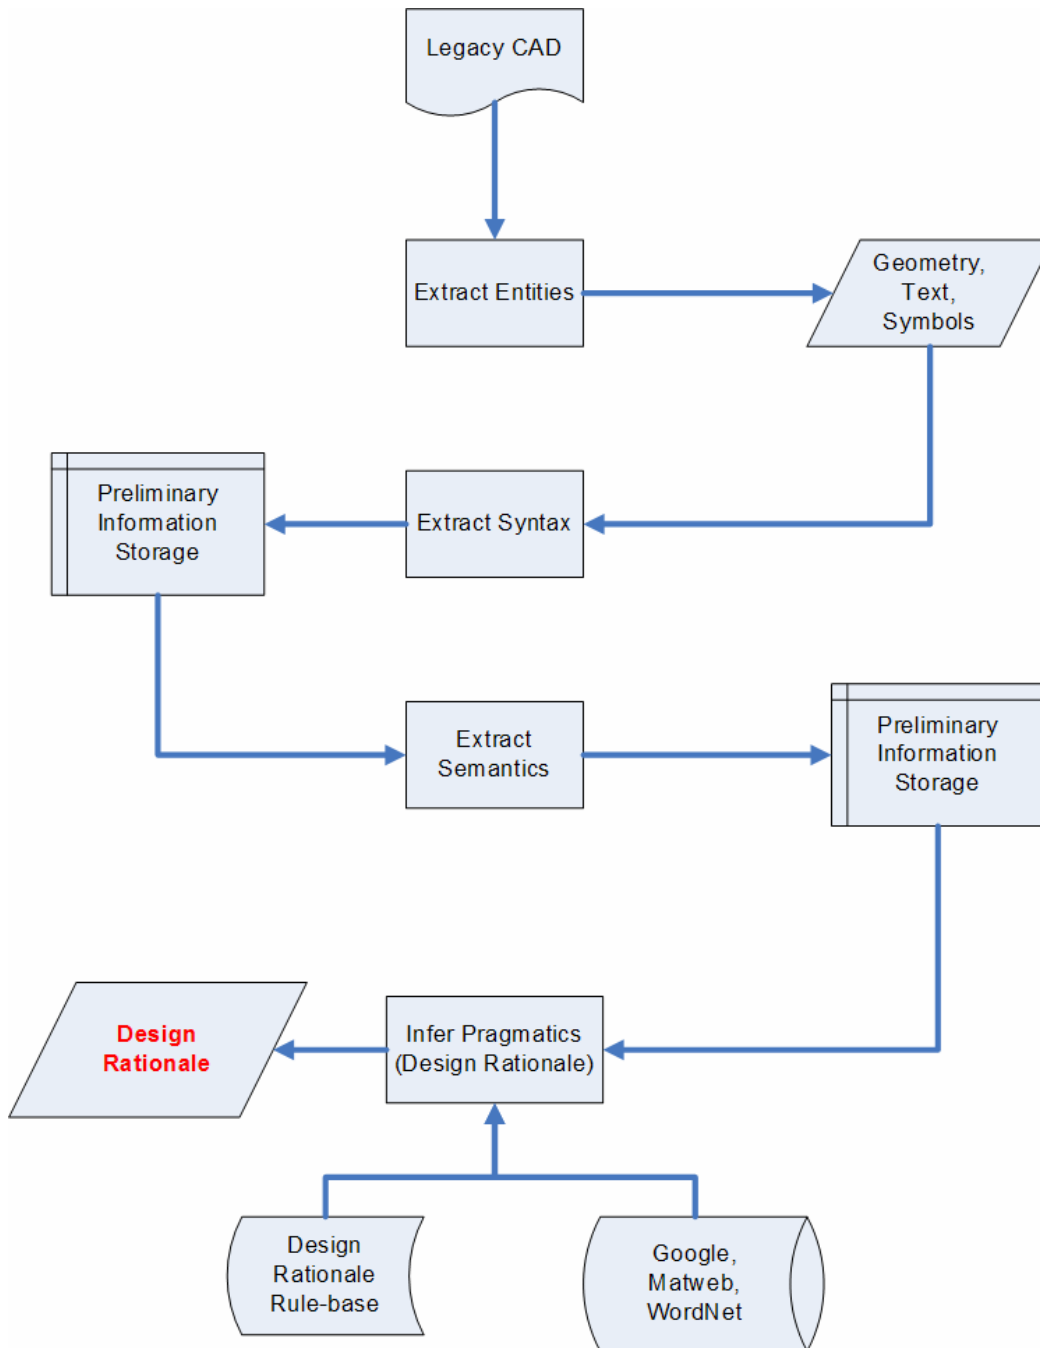 Legacy CAD
Extract Entities
Geometry,
Text,
Symbols
Preliminary
Information
Storage
Extract Syntax
Extract
Semantics
Preliminary
Information
Storage
Design
Rationale
Infer Pragmatics
(Design Rationale)
Design
Rationale
Rule-base
Google,
Matweb,
WordNet